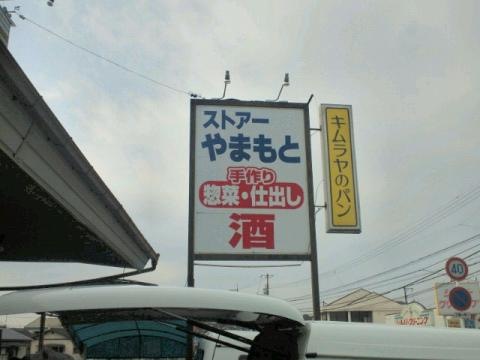 ストアー
やまもと
手作り
惣菜・仕出し
酒
キムラヤのパン
40